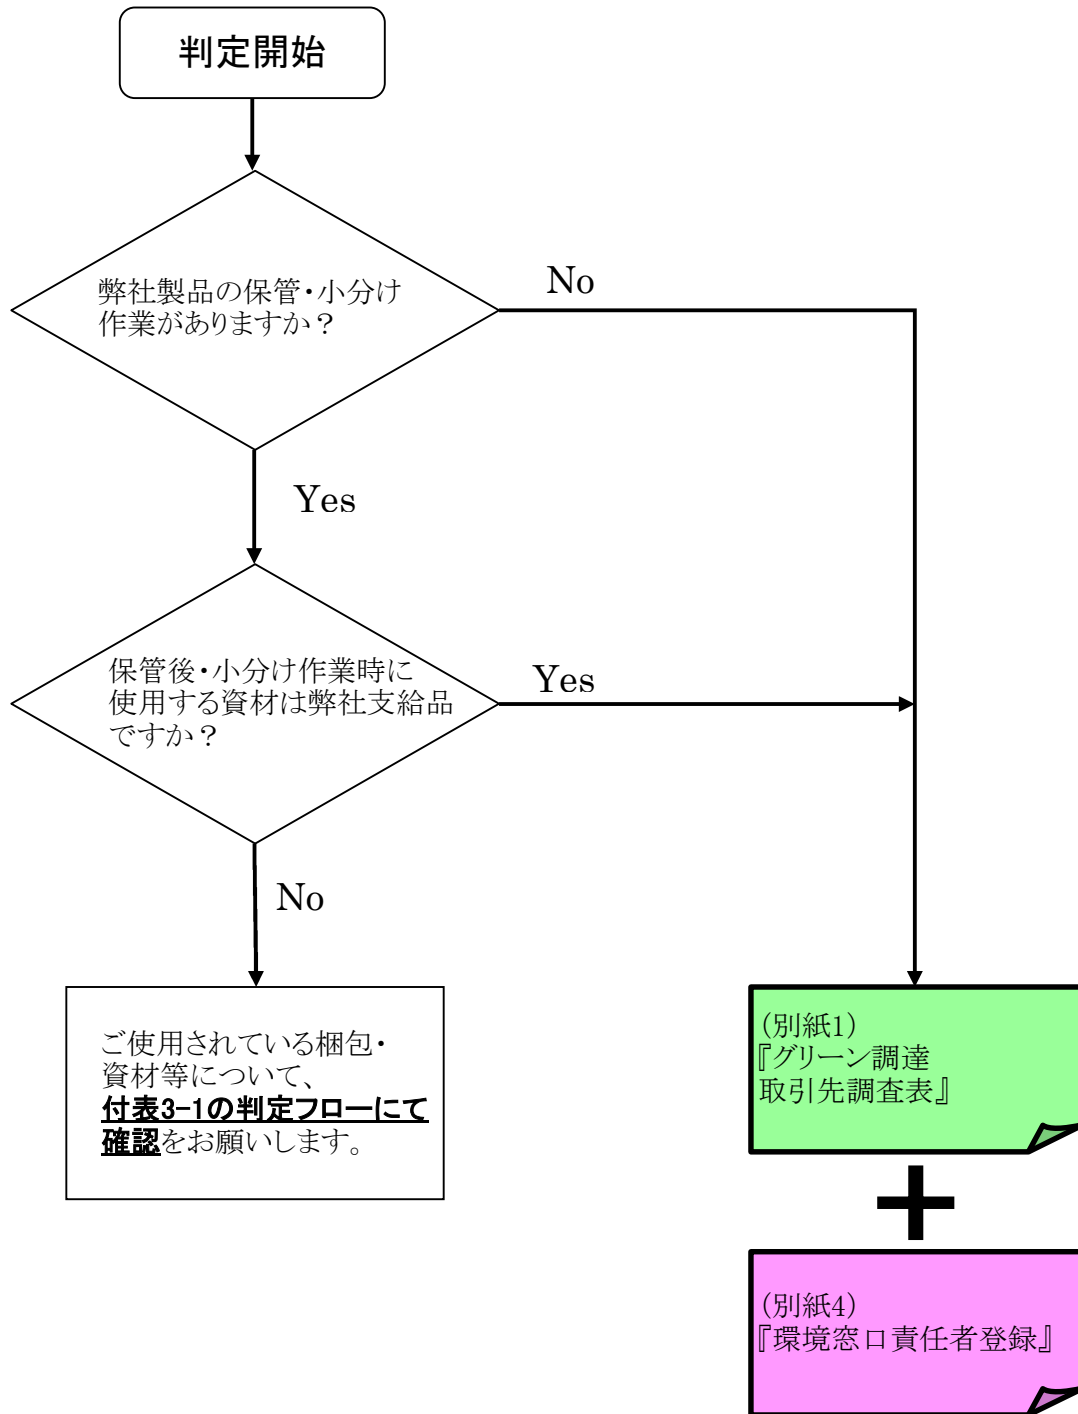 判定開始
弊社製品の保管・小分け
作業がありますか？
No
Yes
保管後・小分け作業時に
使用する資材は弊社支給品
ですか？
Yes
No
ご使用されている梱包・
資材等について、
付表3-1の判定フローにて
確認をお願いします。
(別紙1)
『グリーン調達
取引先調査表』
+
(別紙4)
『環境窓口責任者登録』